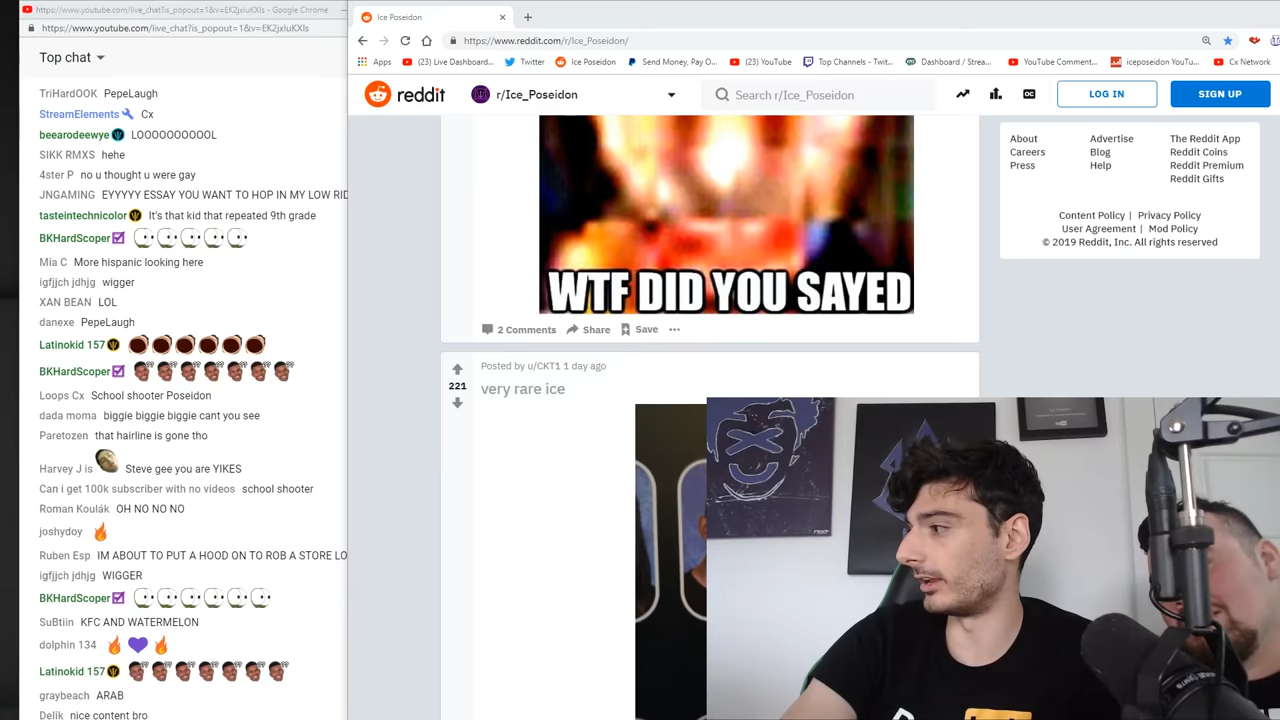 https://www.youtube.com/live_chat?is_popout=1&v=EK2jxluKXls - Google Chrome
https://www.youtube.com/live_chat?is_popout=1&v=EK2jxluKXls
Top chat
TriHardOOK PepeLaugh
StreamElements Cx
beearodeewye LOOOOOOOOOOL
SIKK RMXS hehe
4ster P no u thought u were gay
JNGAMING EYYYYY ESSAY YOU WANT TO HOP IN MY LOW RID
tasteintechnicolor It's that kid that repeated 9th grade
BKHardScoper
Mia C More hispanic looking here
igfjjch jdhjg wigger
XAN BEAN LOL
danexe PepeLaugh
Latinokid 157
BKHardScoper
Loops Cx School shooter Poseidon
dada moma biggie biggie biggie cant you see
Paretozen that hairline is gone tho
Harvey J is Steve gee you are YIKES
Can i get 100k subscriber with no videos school shooter
Roman Koulák OH NO NO NO
joshydoy
Ruben Esp IM ABOUT TO PUT A HOOD ON TO ROB A STORE LO
igfjjch jdhjg WIGGER
BKHardScoper
SuBtiin KFC AND WATERMELON
dolphin 134
Latinokid 157
graybeach ARAB
Delik nice content bro
Ice Poseidon
https://www.reddit.com/r/Ice_Poseidon/
Apps (23) Live Dashboard... Twitter Ice Poseidon Send Money, Pay O... (23) YouTube Top Channels - Twit... Dashboard / Strea... YouTube Comment... iceposeidon YouTu... Cx Network
reddit r/Ice_Poseidon Search r/Ice_Poseidon LOG IN SIGN UP
WTF DID YOU SAYED
2 Comments Share Save
Posted by u/CKT1 1 day ago
221
very rare ice
About Advertise The Reddit App
Careers Blog Reddit Coins
Press Help Reddit Premium
Reddit Gifts
Content Policy | Privacy Policy |
User Agreement | Mod Policy
© 2019 Reddit, Inc. All rights reserved